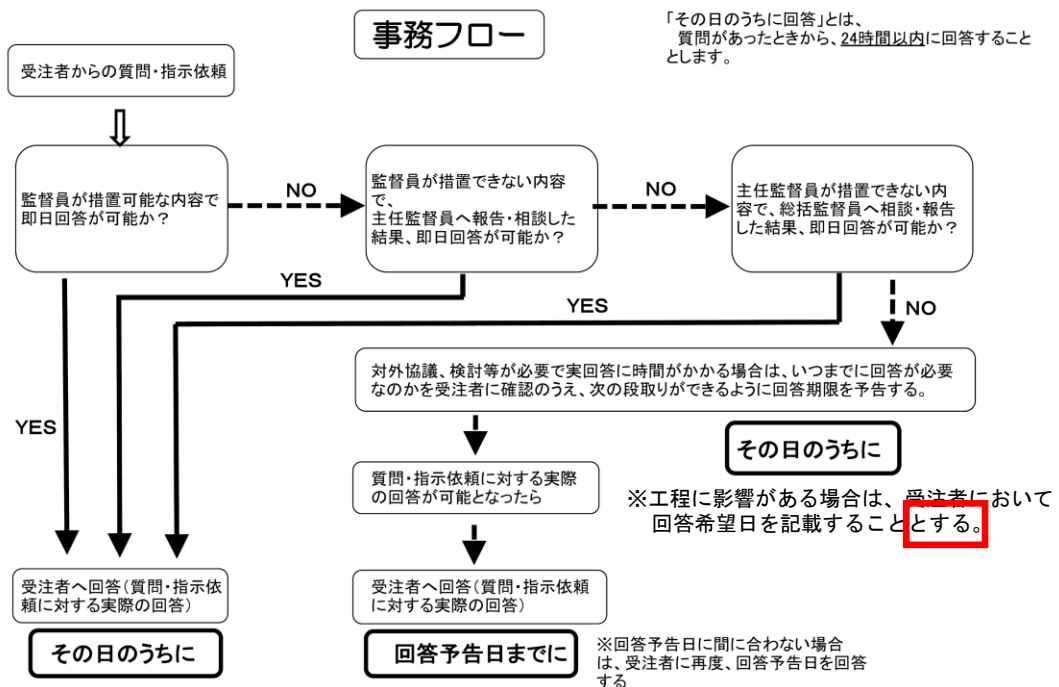 事務フロー
「その日のうちに回答」とは、
質問があったときから、24時間以内に回答すること
とします。
受注者からの質問・指示依頼
監督員が措置可能な内容で
即日回答が可能か？
NO
監督員が措置できない内容
で、
主任監督員へ報告・相談した
結果、即日回答が可能か？
NO
主任監督員が措置できない内
容で、総括監督員へ相談・報告
した結果、即日回答が可能か？
YES
YES
NO
対外協議、検討等が必要で実回答に時間がかかる場合は、いつまでに回答が必要
なのかを受注者に確認のうえ、次の段取りができるように回答期限を予告する。
YES
その日のうちに
質問・指示依頼に対する実際
の回答が可能となったら
※工程に影響がある場合は、受注者において
回答希望日を記載することとする。
受注者へ回答（質問・指示依
頼に対する実際の回答）
その日のうちに
受注者へ回答（質問・指示依頼
に対する実際の回答）
回答予告日までに
※回答予告日に間に合わない場合
は、受注者に再度、回答予告日を回答
する